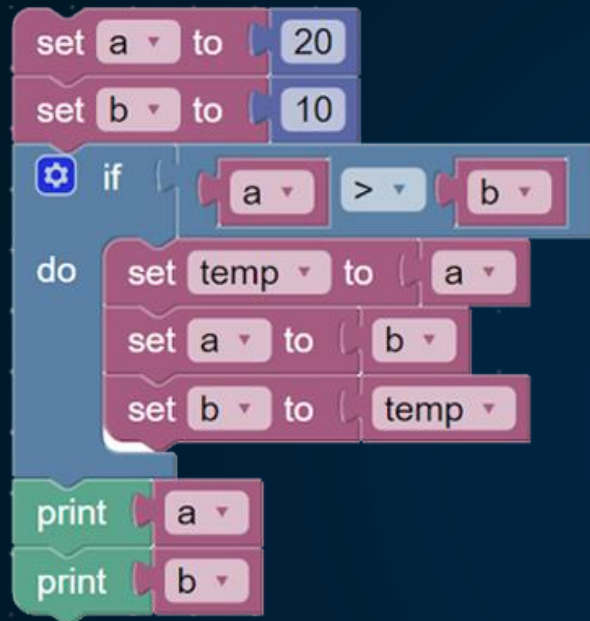 set a to 20
set b to 10
if a > b
do set temp to a
set a to b
set b to temp
print a
print b